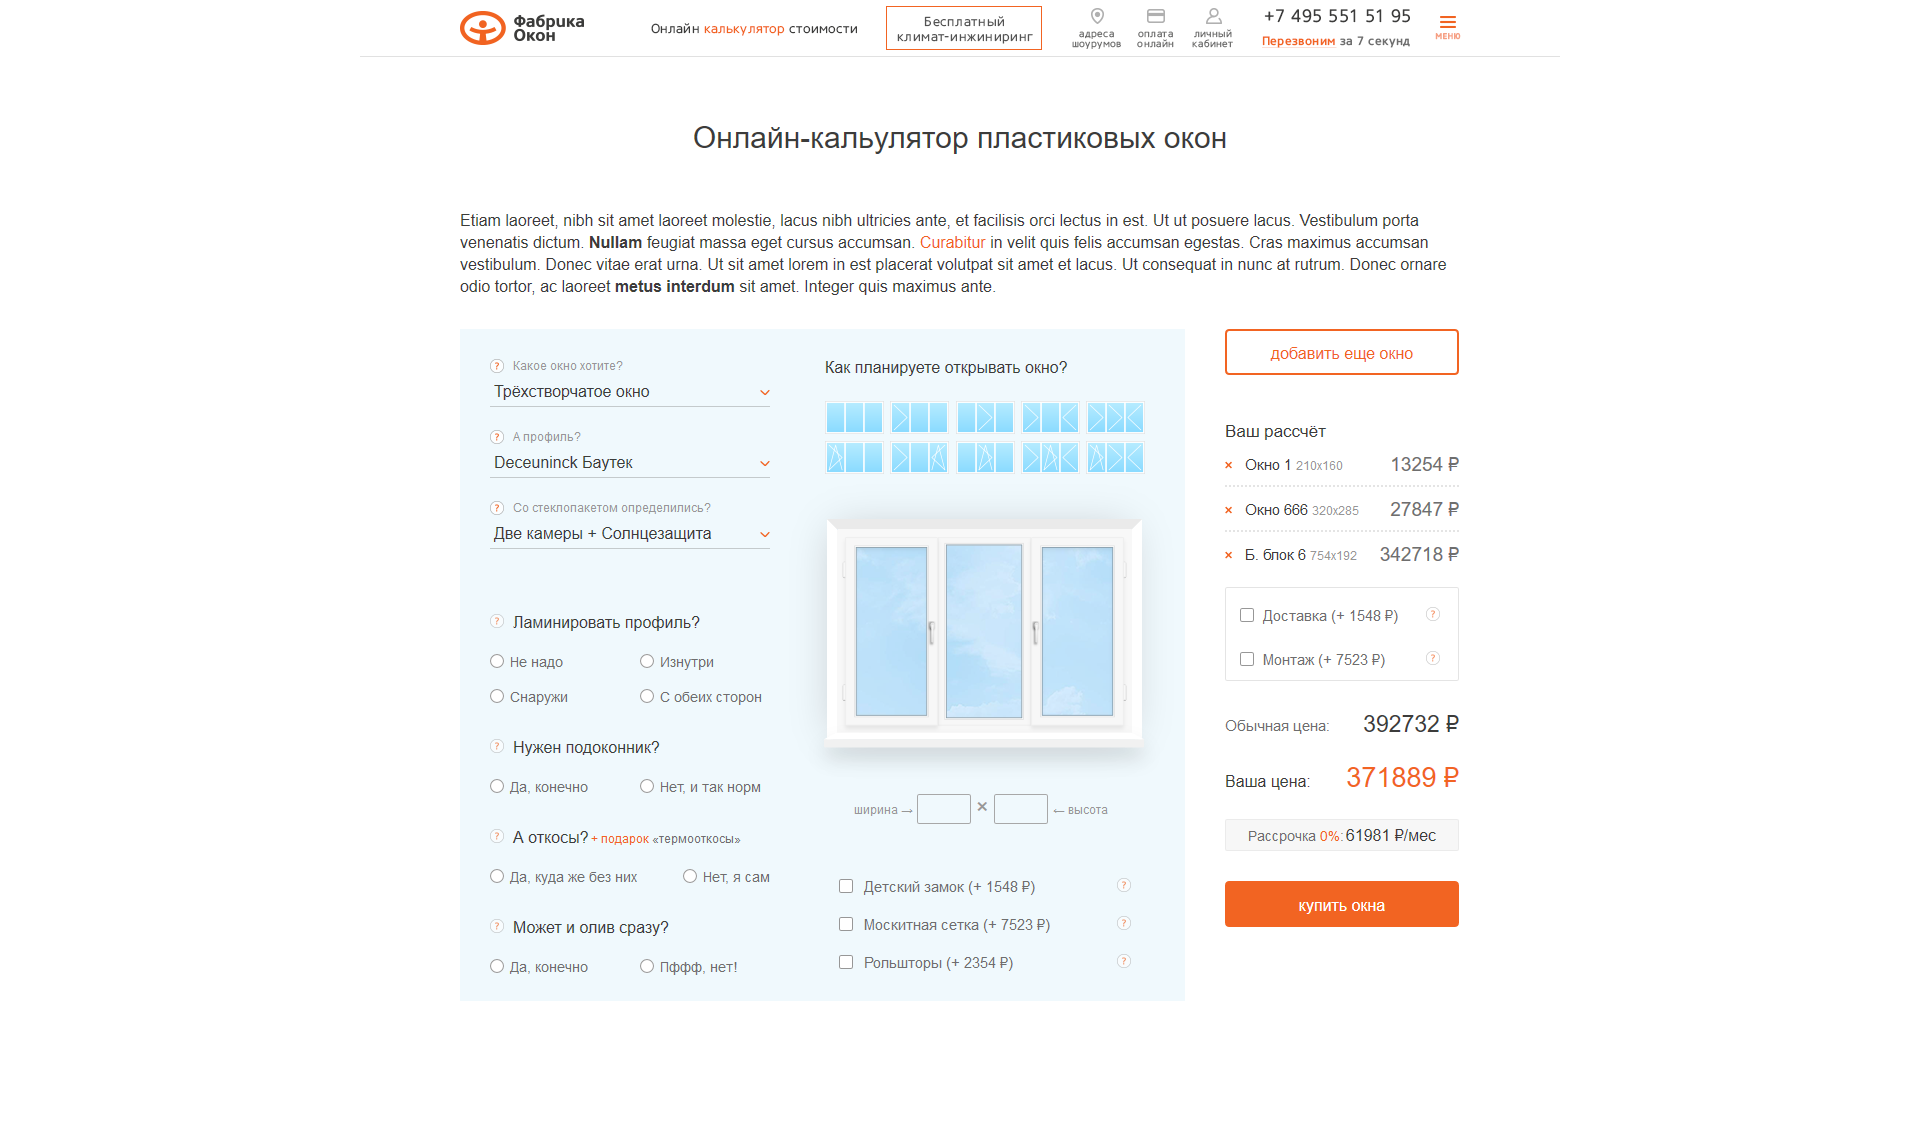 Фабрика
Окон
Онлайн калькулятор стоимости
Бесплатный
климат-инжиниринг
адреса
шоурумов
оплата
онлайн
личный
кабинет
+7 495 551 51 95
Перезвоним за 7 секунд
меню
Онлайн-кальулятор пластиковых окон
Etiam laoreet, nibh sit amet laoreet molestie, lacus nibh ultricies ante, et facilisis orci lectus in est. Ut ut posuere lacus. Vestibulum porta
venenatis dictum. Nullam feugiat massa eget cursus accumsan. Curabitur in velit quis felis accumsan egestas. Cras maximus accumsan
vestibulum. Donec vitae erat urna. Ut sit amet lorem in est placerat volutpat sit amet et lacus. Ut consequat in nunc at rutrum. Donec ornare
odio tortor, ac laoreet metus interdum sit amet. Integer quis maximus ante.
? Какое окно хотите?
Трёхстворчатое окно
? А профиль?
Deceuninck Баутек
? Со стеклопакетом определились?
Две камеры + Солнцезащита
? Ламинировать профиль?
Не надо
Изнутри
Снаружи
С обеих сторон
? Нужен подоконник?
Да, конечно
Нет, и так норм
? А откосы? + подарок «термооткосы»
Да, куда же без них
Нет, я сам
? Может и олив сразу?
Да, конечно
Пффф, нет!
Как планируете открывать окно?
ширина → × ← высота
Детский замок (+ 1548 ₽) ?
Москитная сетка (+ 7523 ₽) ?
Рольшторы (+ 2354 ₽) ?
добавить еще окно
Ваш рассчёт
× Окно 1 210x160 13254 ₽
× Окно 666 320x285 27847 ₽
× Б. блок 6 754x192 342718 ₽
Доставка (+ 1548 ₽) ?
Монтаж (+ 7523 ₽) ?
Обычная цена: 392732 ₽
Ваша цена: 371889 ₽
Рассрочка 0%: 61981 ₽/мес
купить окна